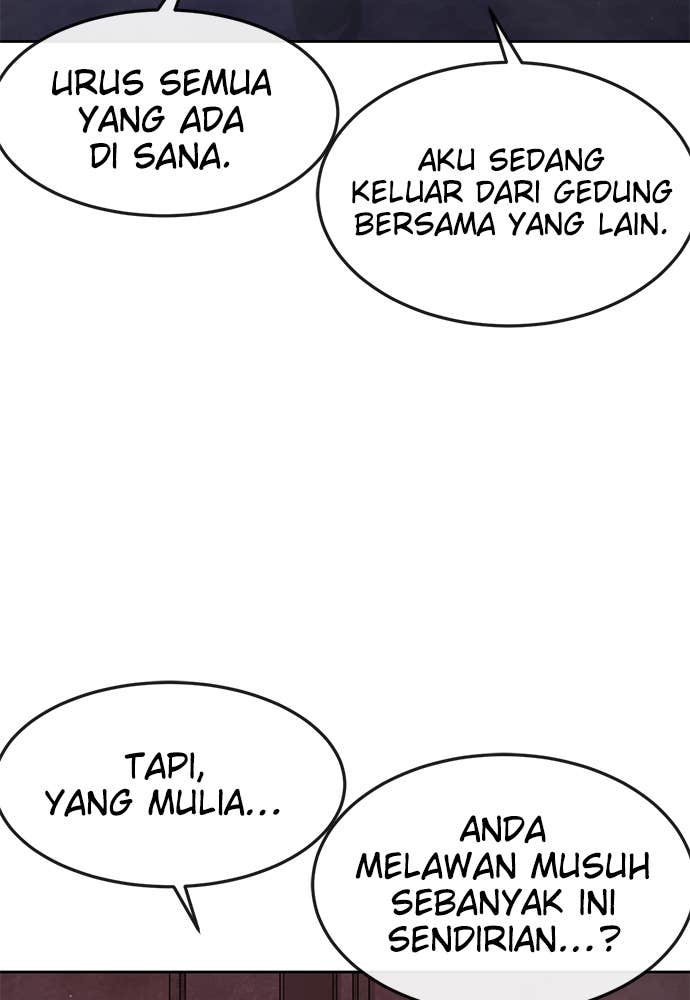 URUS SEMUA
YANG ADA
DI SANA.
AKU SEDANG
KELUAR DARI GEDUNG
BERSAMA YANG LAIN.
TAPI,
YANG MULIA...
ANDA
MELAWAN MUSUH
SEBANYAK INI
SENDIRIAN...?